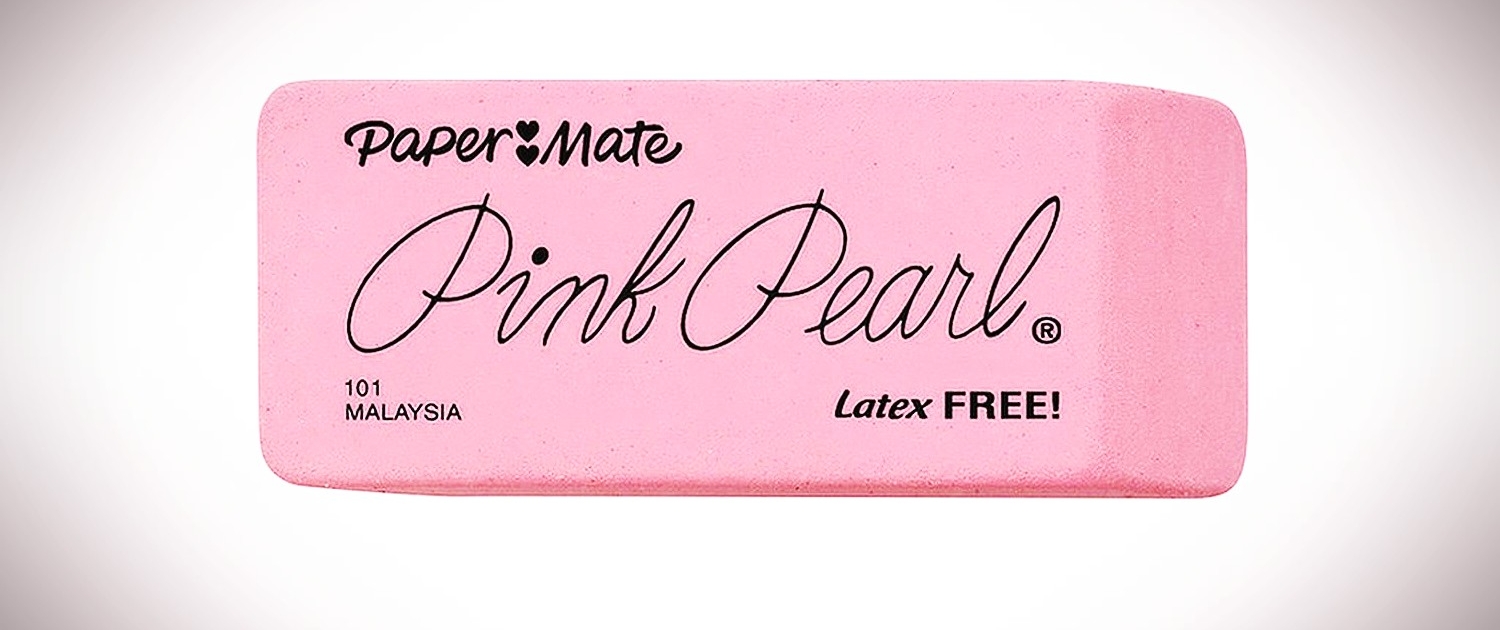 Paper♥♥Mate
Pink Pearl®
101
MALAYSIA
Latex FREE!